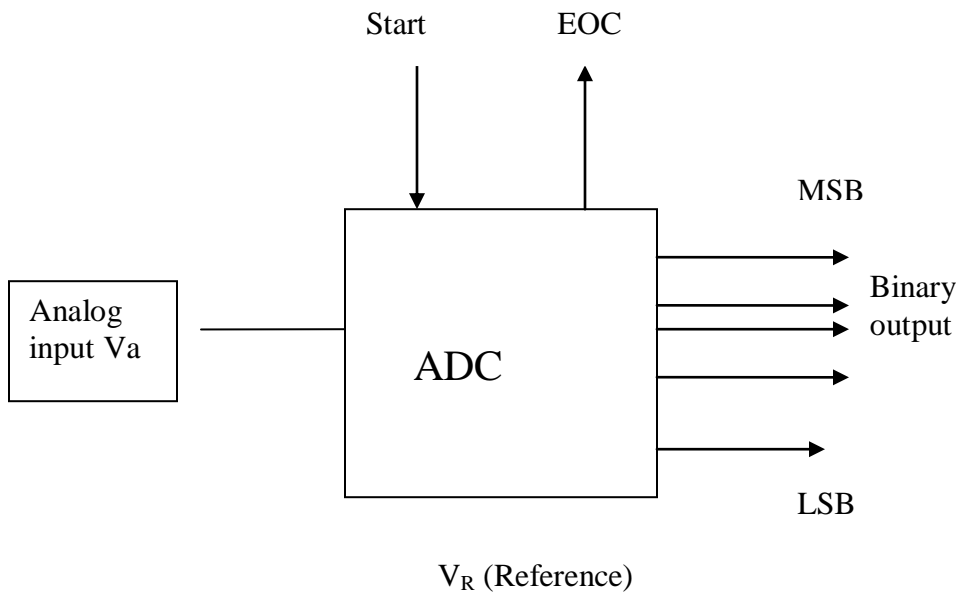 Start
EOC
MSB
Analog
input Va
Binary
output
ADC
LSB
V_R (Reference)